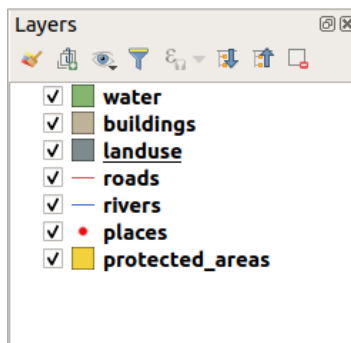 Layers
water
buildings
landuse
roads
rivers
places
protected_areas